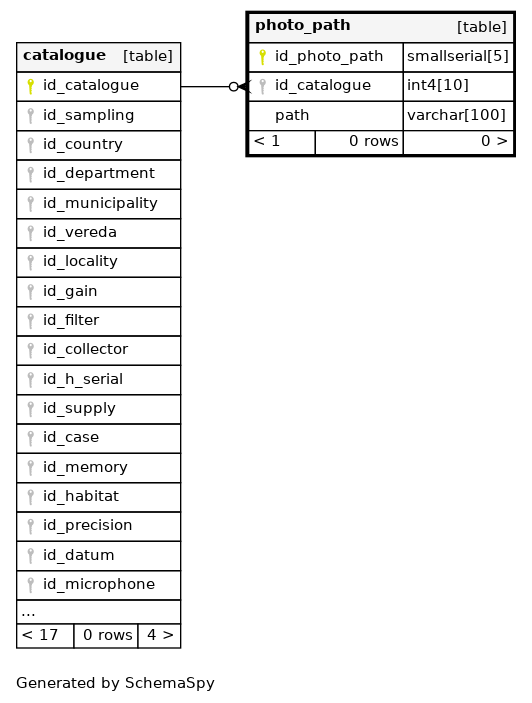 photo_path [table]
id_photo_path smallserial[5]
id_catalogue int4[10]
path varchar[100]
< 1 0 rows 0 >
catalogue [table]
id_catalogue
id_sampling
id_country
id_department
id_municipality
id_vereda
id_locality
id_gain
id_filter
id_collector
id_h_serial
id_supply
id_case
id_memory
id_habitat
id_precision
id_datum
id_microphone
...
< 17 0 rows 4 >
Generated by SchemaSpy